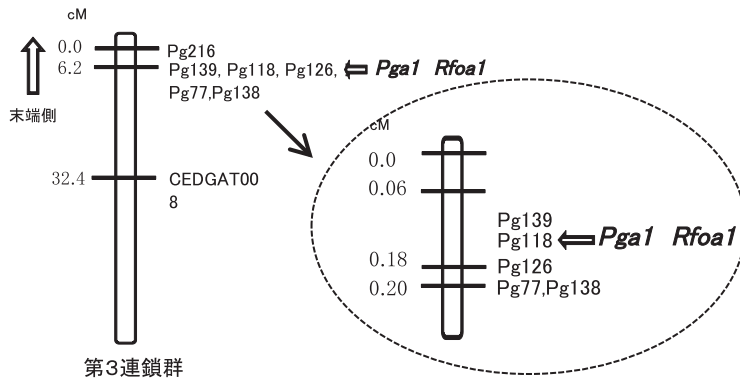 cM
0.0
Pg216
6.2
Pg139, Pg118, Pg126,
Pga1 Rfoa1
Pg77,Pg138
末端側
32.4
CEDGAT00
8
第3連鎖群
cM
0.0
0.06
Pg139
Pg118
Pga1 Rfoa1
0.18
Pg126
0.20
Pg77,Pg138